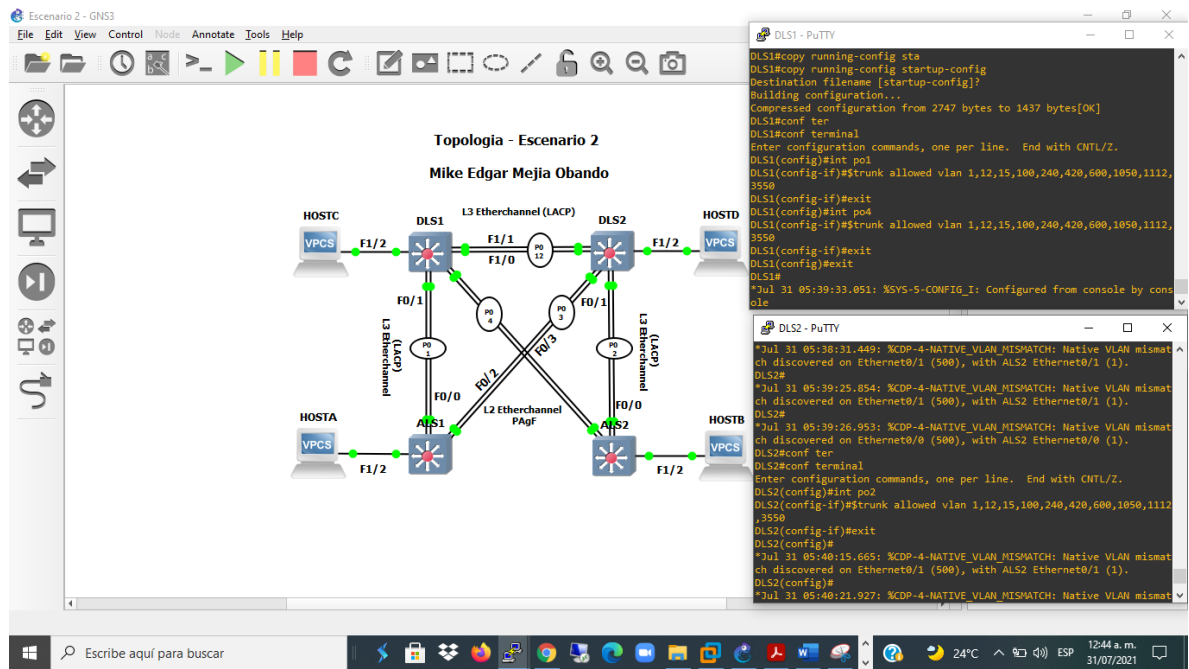 Escenario 2 - GNS3
File Edit View Control Node Annotate Tools Help
Topologia - Escenario 2
Mike Edgar Mejia Obando
HOSTC
DLS1
L3 Etherchannel (LACP)
DLS2
HOSTD
VPCS
F1/2
F1/1
F1/0
PO
12
F1/2
VPCS
F0/1
PO
4
PO
3
F0/1
L3 Etherchannel
(LACP)
PO
1
F0/3
PO
2
L3 Etherchannel
(LACP)
F0/2
F0/0
L2 Etherchannel
PAgF
F0/0
HOSTA
ALS1
ALS2
HOSTB
VPCS
F1/2
F1/2
VPCS
DLS1 - PuTTY
DLS1#copy running-config sta
DLS1#copy running-config startup-config
Destination filename [startup-config]?
Building configuration...
Compressed configuration from 2747 bytes to 1437 bytes[OK]
DLS1#conf ter
DLS1#conf terminal
Enter configuration commands, one per line.  End with CNTL/Z.
DLS1(config)#int po1
DLS1(config-if)#$trunk allowed vlan 1,12,15,100,240,420,600,1050,1112,
3550
DLS1(config-if)#exit
DLS1(config)#int po4
DLS1(config-if)#$trunk allowed vlan 1,12,15,100,240,420,600,1050,1112,
3550
DLS1(config-if)#exit
DLS1(config)#exit
DLS1#
*Jul 31 05:39:33.051: %SYS-5-CONFIG_I: Configured from console by cons
ole
DLS2 - PuTTY
*Jul 31 05:38:31.449: %CDP-4-NATIVE_VLAN_MISMATCH: Native VLAN mismat
ch discovered on Ethernet0/1 (500), with ALS2 Ethernet0/1 (1).
DLS2#
*Jul 31 05:39:25.854: %CDP-4-NATIVE_VLAN_MISMATCH: Native VLAN mismat
ch discovered on Ethernet0/1 (500), with ALS2 Ethernet0/1 (1).
DLS2#
*Jul 31 05:39:26.953: %CDP-4-NATIVE_VLAN_MISMATCH: Native VLAN mismat
ch discovered on Ethernet0/0 (500), with ALS2 Ethernet0/0 (1).
DLS2#conf ter
DLS2#conf terminal
Enter configuration commands, one per line.  End with CNTL/Z.
DLS2(config)#int po2
DLS2(config-if)#$trunk allowed vlan 1,12,15,100,240,420,600,1050,1112
,3550
DLS2(config-if)#exit
DLS2(config)#
*Jul 31 05:40:15.665: %CDP-4-NATIVE_VLAN_MISMATCH: Native VLAN mismat
ch discovered on Ethernet0/1 (500), with ALS2 Ethernet0/1 (1).
DLS2(config)#
*Jul 31 05:40:21.927: %CDP-4-NATIVE_VLAN_MISMATCH: Native VLAN mismat
Escribe aquí para buscar
24°C
ESP
12:44 a. m.
31/07/2021